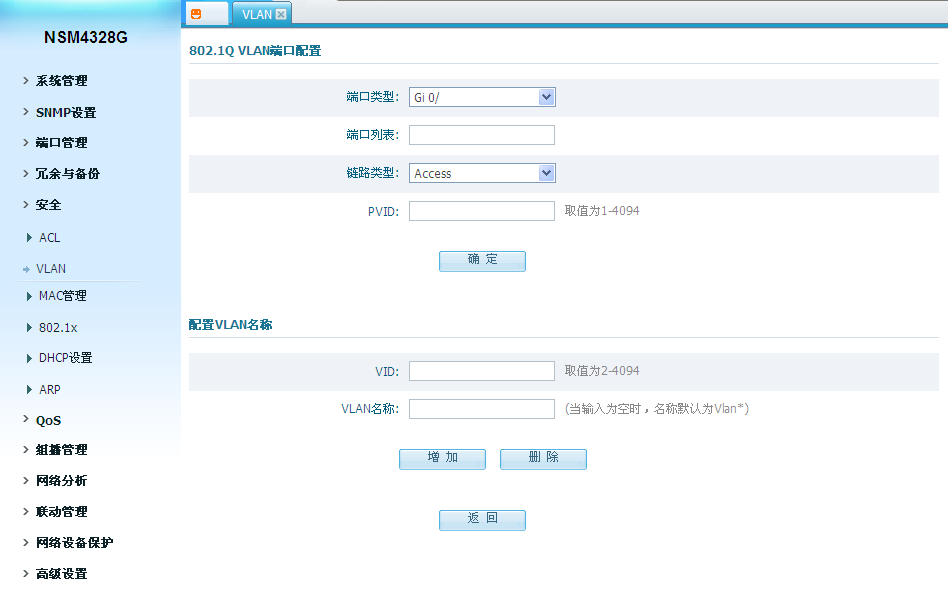 NSM4328G
系统管理
SNMP设置
端口管理
冗余与备份
安全
ACL
VLAN
MAC管理
802.1x
DHCP设置
ARP
QoS
组播管理
网络分析
联动管理
网络设备保护
高级设置
VLAN
802.1Q VLAN端口配置
端口类型: Gi 0/
端口列表:
链路类型: Access
PVID: 取值为1-4094
确 定
配置VLAN名称
VID: 取值为2-4094
VLAN名称: (当输入为空时，名称默认为Vlan*)
增 加 删 除
返 回